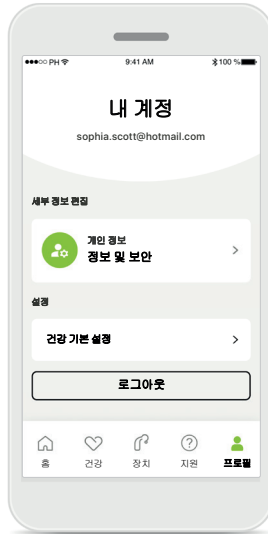 PH
9:41 AM
100 %
내 계정
sophia.scott@hotmail.com
세부 정보 편집
개인 정보
정보 및 보안
설정
건강 기본 설정
로그아웃
홈 건강 장치 지원 프로필